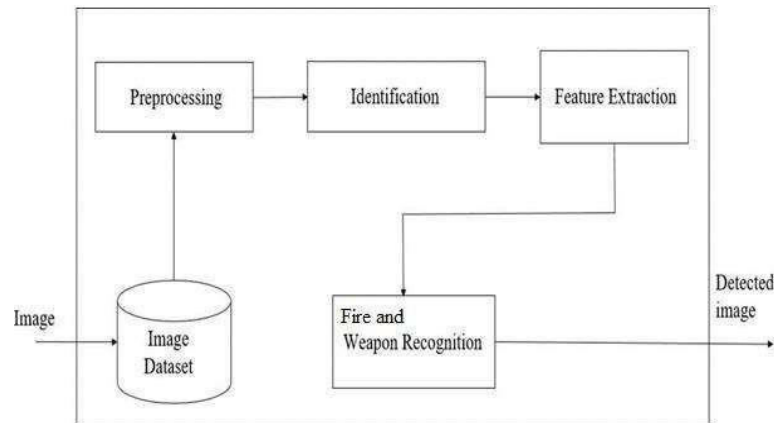 Preprocessing
Identification
Feature Extraction
Image
Image
Dataset
Fire and
Weapon Recognition
Detected
image